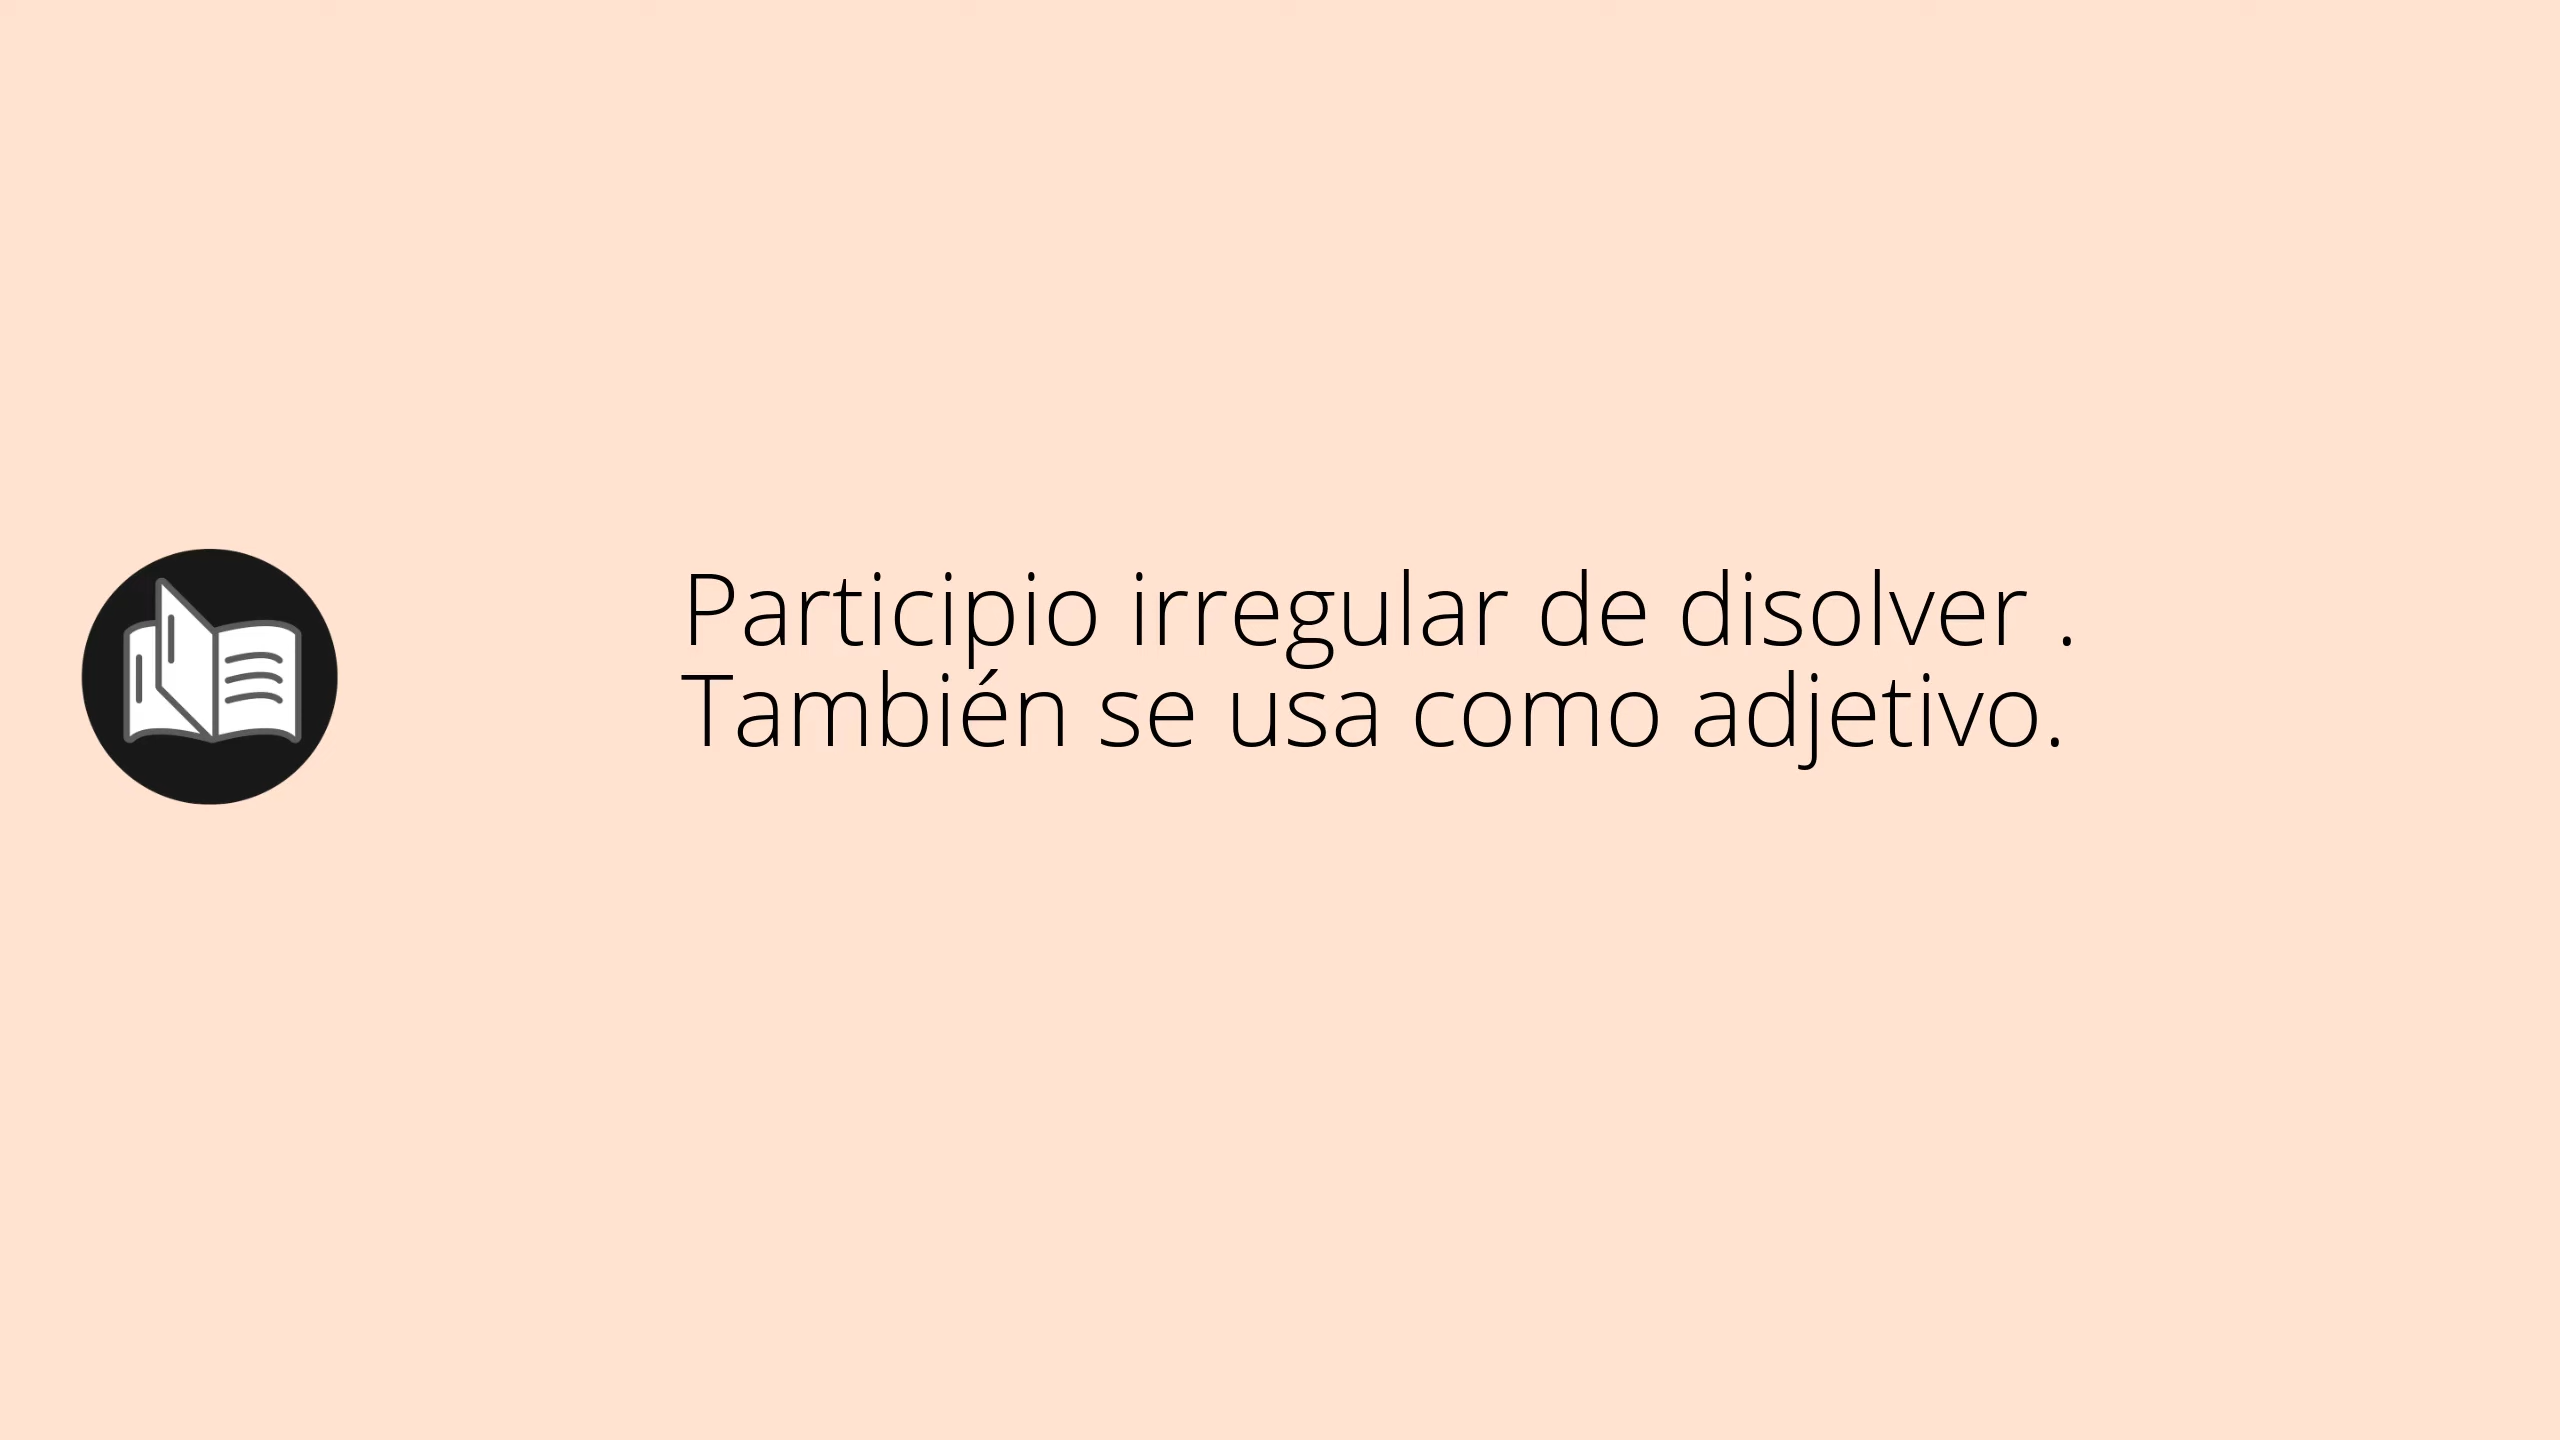 Participio irregular de disolver .
También se usa como adjetivo.